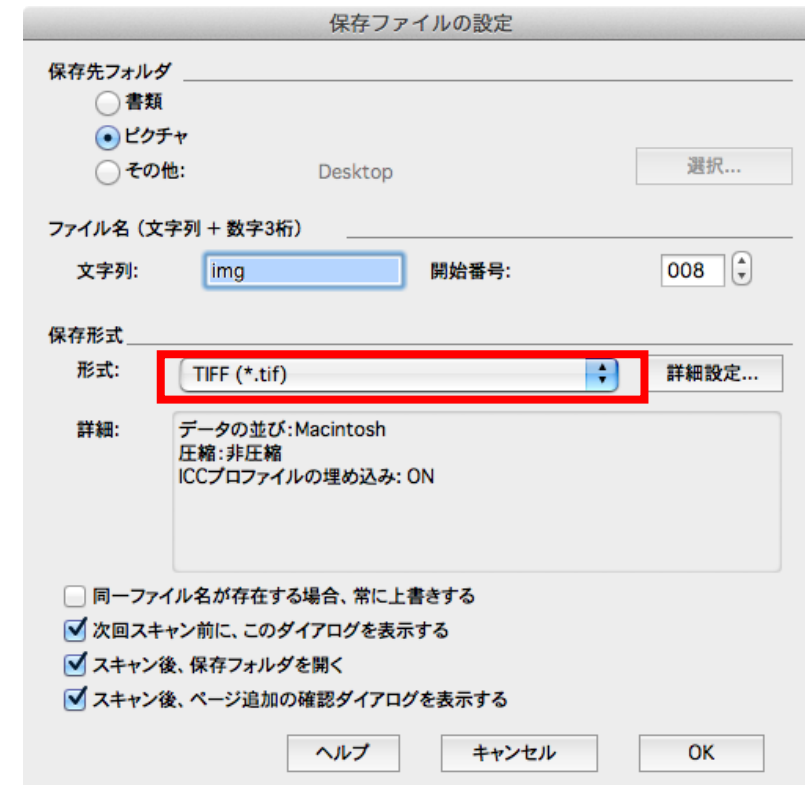 保存ファイルの設定
保存先フォルダ
書類
ピクチャ
その他: Desktop 選択...
ファイル名（文字列 + 数字3桁）
文字列: img 開始番号: 008
保存形式
形式: TIFF (*.tif) 詳細設定...
詳細: データの並び:Macintosh
圧縮:非圧縮
ICCプロファイルの埋め込み: ON
同一ファイル名が存在する場合、常に上書きする
次回スキャン前に、このダイアログを表示する
スキャン後、保存フォルダを開く
スキャン後、ページ追加の確認ダイアログを表示する
ヘルプ キャンセル OK